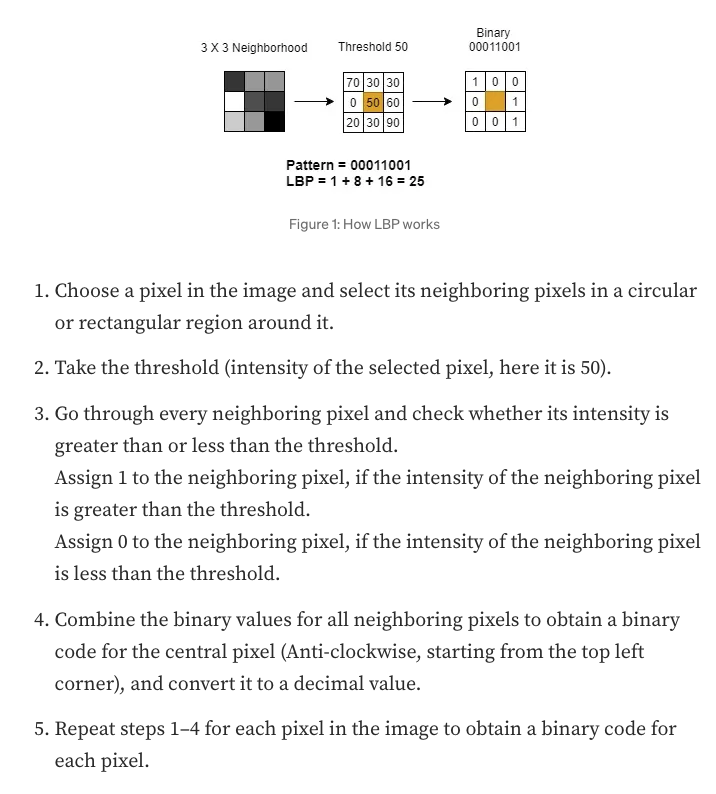 Binary
3 X 3 Neighborhood Threshold 50 00011001
70 30 30 1 0 0
0 50 60 0 1
20 30 90 0 0 1
Pattern = 00011001
LBP = 1 + 8 + 16 = 25
Figure 1: How LBP works
1. Choose a pixel in the image and select its neighboring pixels in a circular
or rectangular region around it.
2. Take the threshold (intensity of the selected pixel, here it is 50).
3. Go through every neighboring pixel and check whether its intensity is
greater than or less than the threshold.
Assign 1 to the neighboring pixel, if the intensity of the neighboring pixel
is greater than the threshold.
Assign 0 to the neighboring pixel, if the intensity of the neighboring pixel
is less than the threshold.
4. Combine the binary values for all neighboring pixels to obtain a binary
code for the central pixel (Anti-clockwise, starting from the top left
corner), and convert it to a decimal value.
5. Repeat steps 1–4 for each pixel in the image to obtain a binary code for
each pixel.